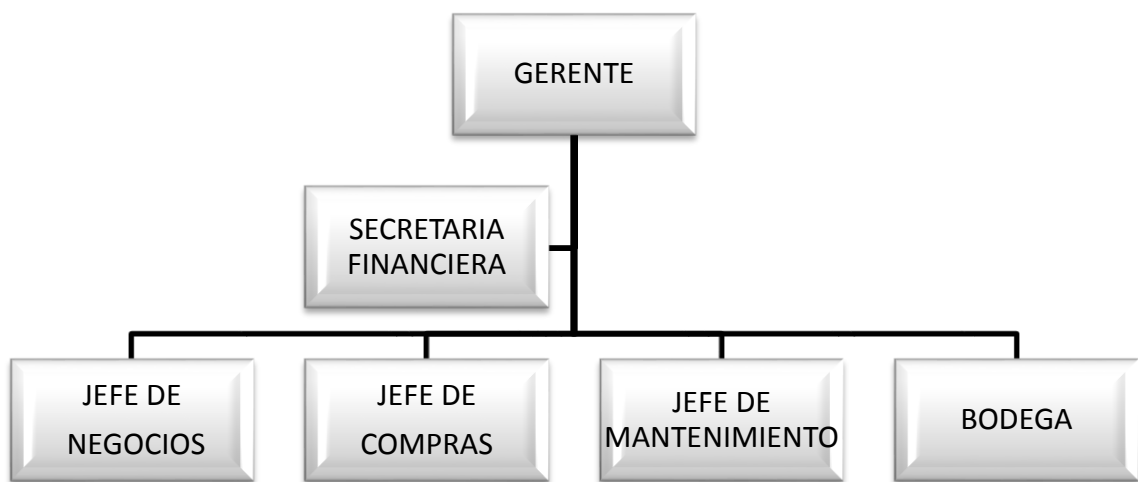 GERENTE
SECRETARIA
FINANCIERA
JEFE DE
NEGOCIOS
JEFE DE
COMPRAS
JEFE DE
MANTENIMIENTO
BODEGA